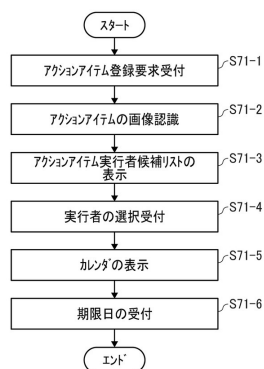 スタート
アクションアイテム登録要求受付
S71-1
アクションアイテムの画像認識
S71-2
アクションアイテム実行者候補リストの
表示
S71-3
実行者の選択受付
S71-4
カレンダの表示
S71-5
期限日の受付
S71-6
エンド